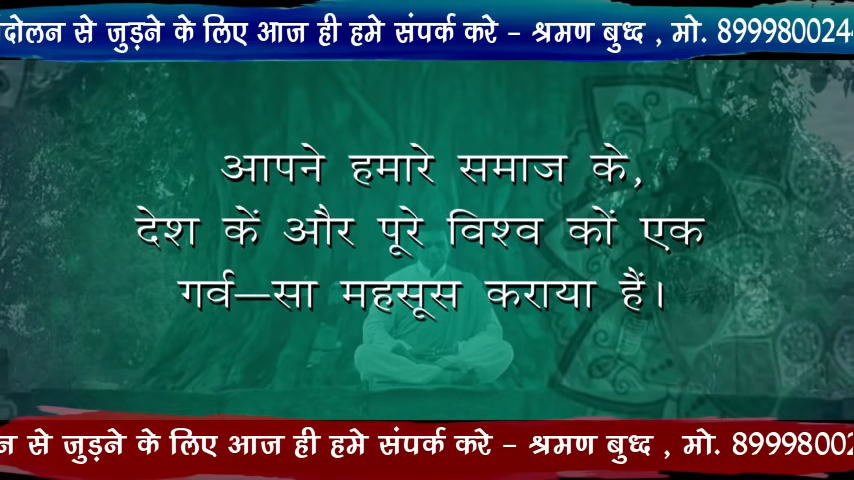 दोलन से जुड़ने के लिए आज ही हमे संपर्क करे - श्रमण बुध्द , मो. 899980024
आपने हमारे समाज के,
देश कें और पूरे विश्व कों एक
गर्व–सा महसूस कराया हैं।
न से जुड़ने के लिए आज ही हमे संपर्क करे - श्रमण बुध्द , मो. 8999800